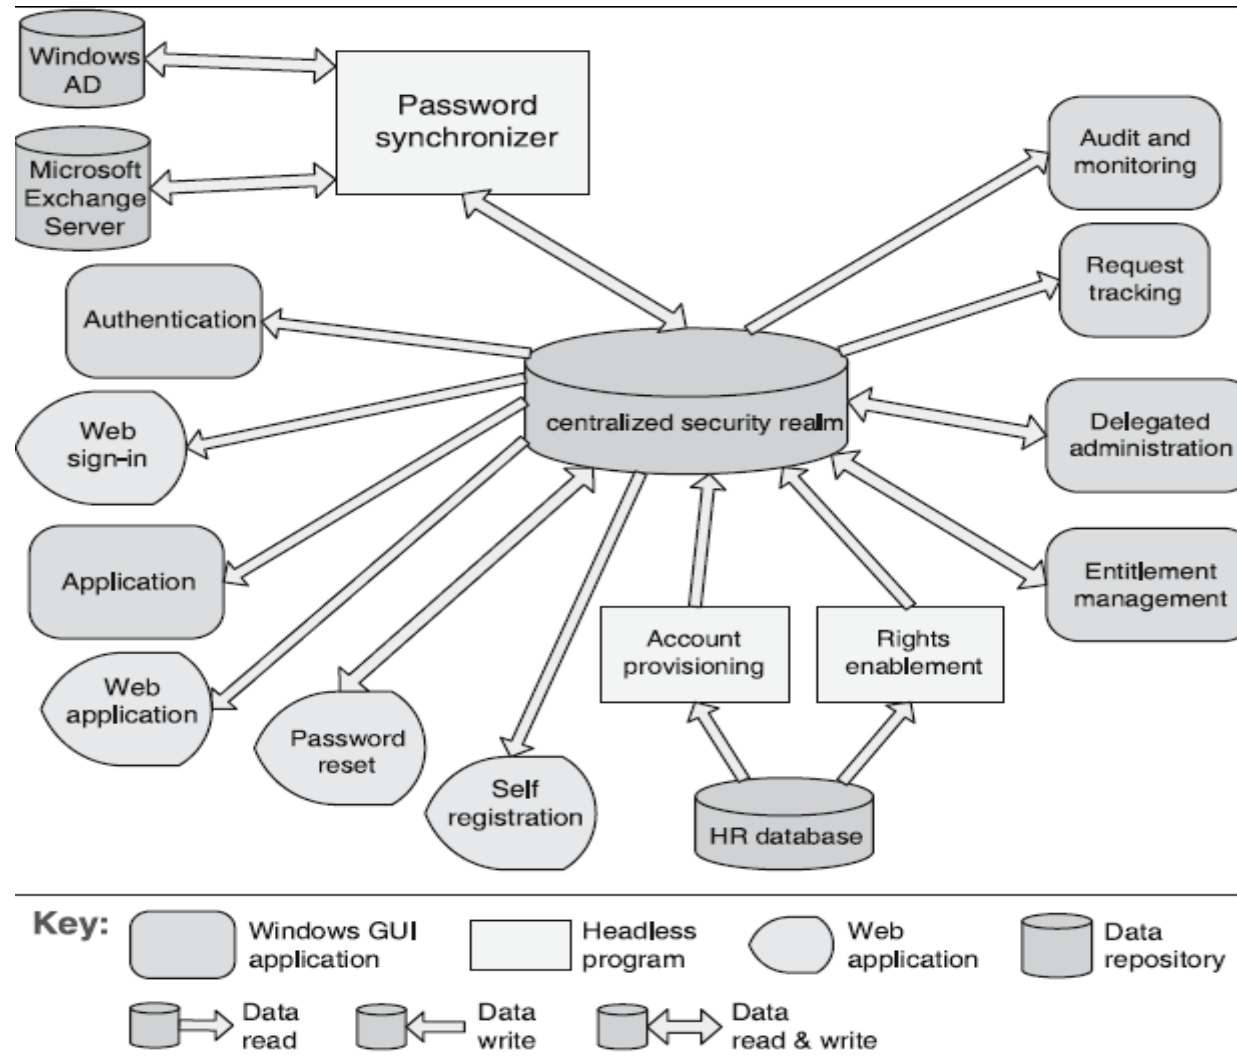 Windows
AD
Password
synchronizer
Microsoft
Exchange
Server
Audit and
monitoring
Request
tracking
Authentication
centralized security realm
Delegated
administration
Web
sign-in
Application
Entitlement
management
Account
provisioning
Rights
enablement
Web
application
Password
reset
Self
registration
HR database
Key:
Windows GUI
application
Headless
program
Web
application
Data
repository
Data
read
Data
write
Data
read & write